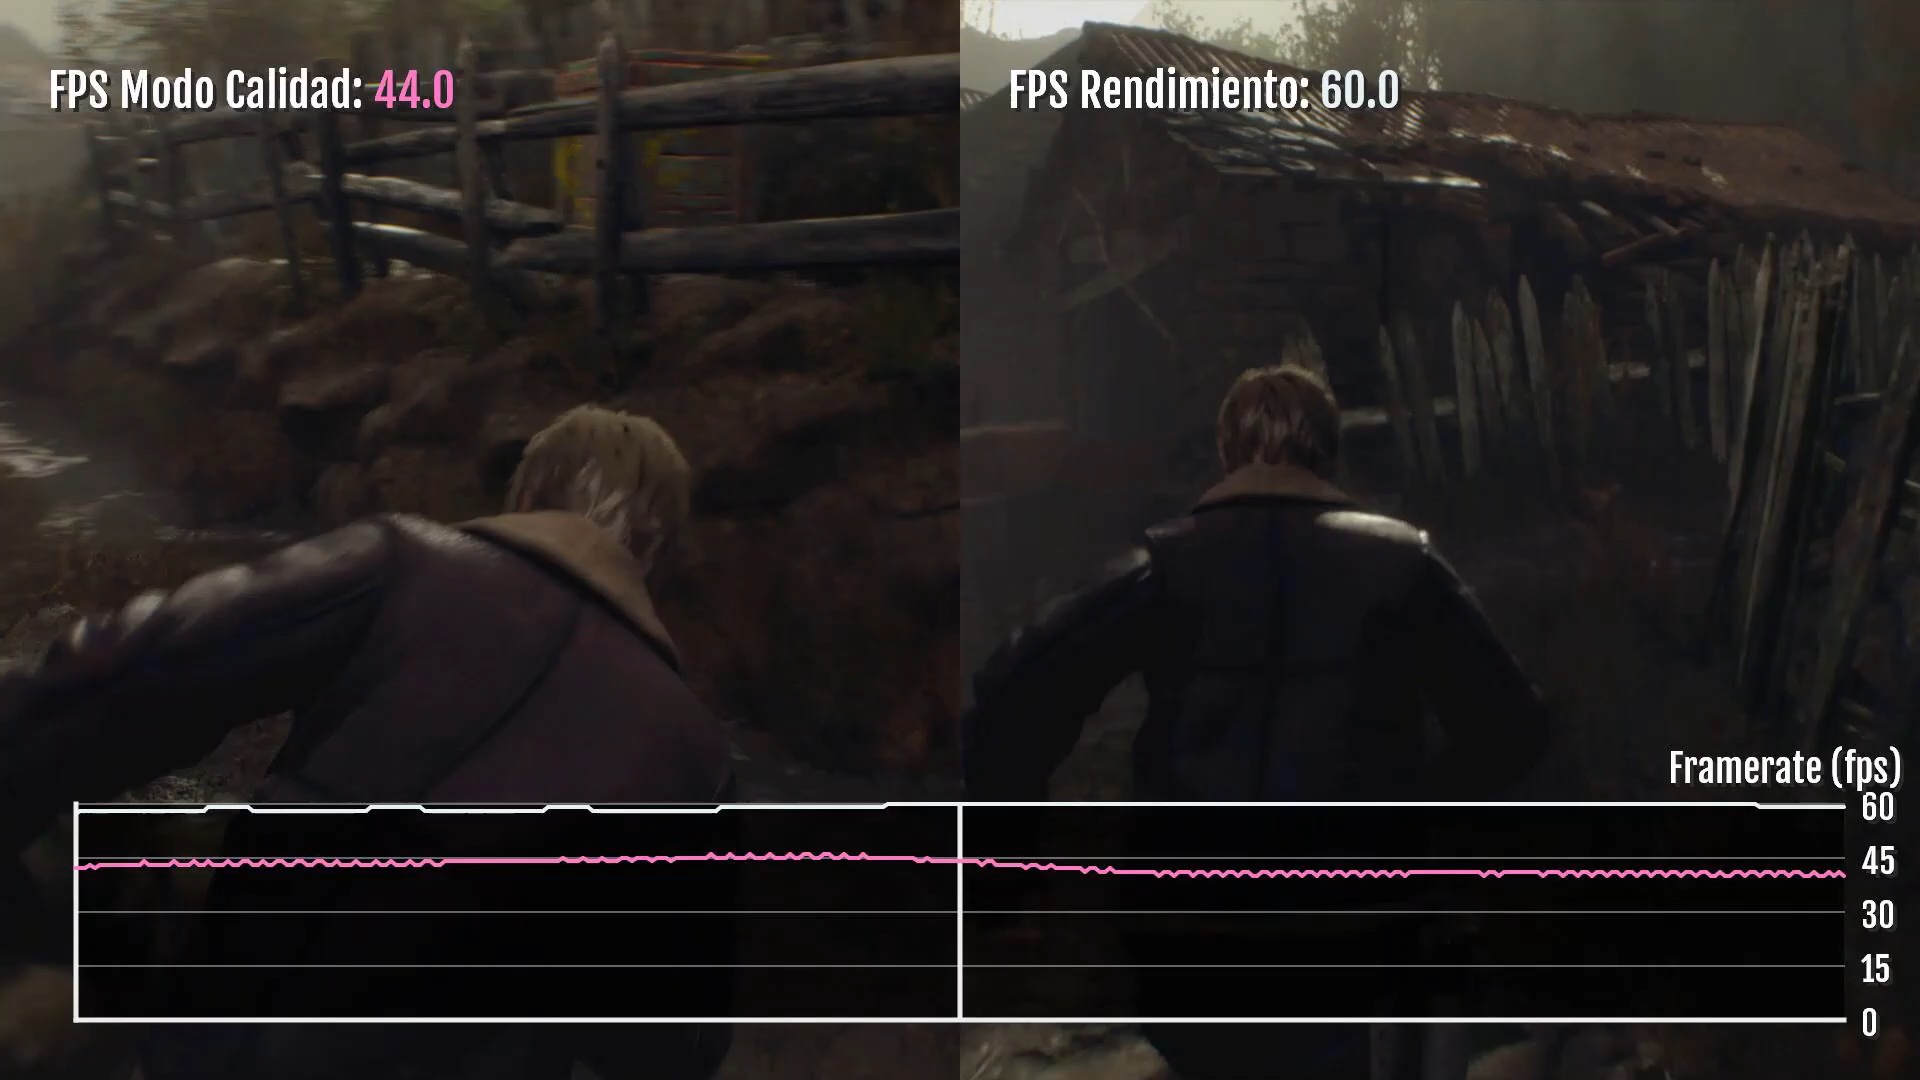 FPS Modo Calidad: 44.0
FPS Rendimiento: 60.0
Framerate (fps)
60
45
30
15
0